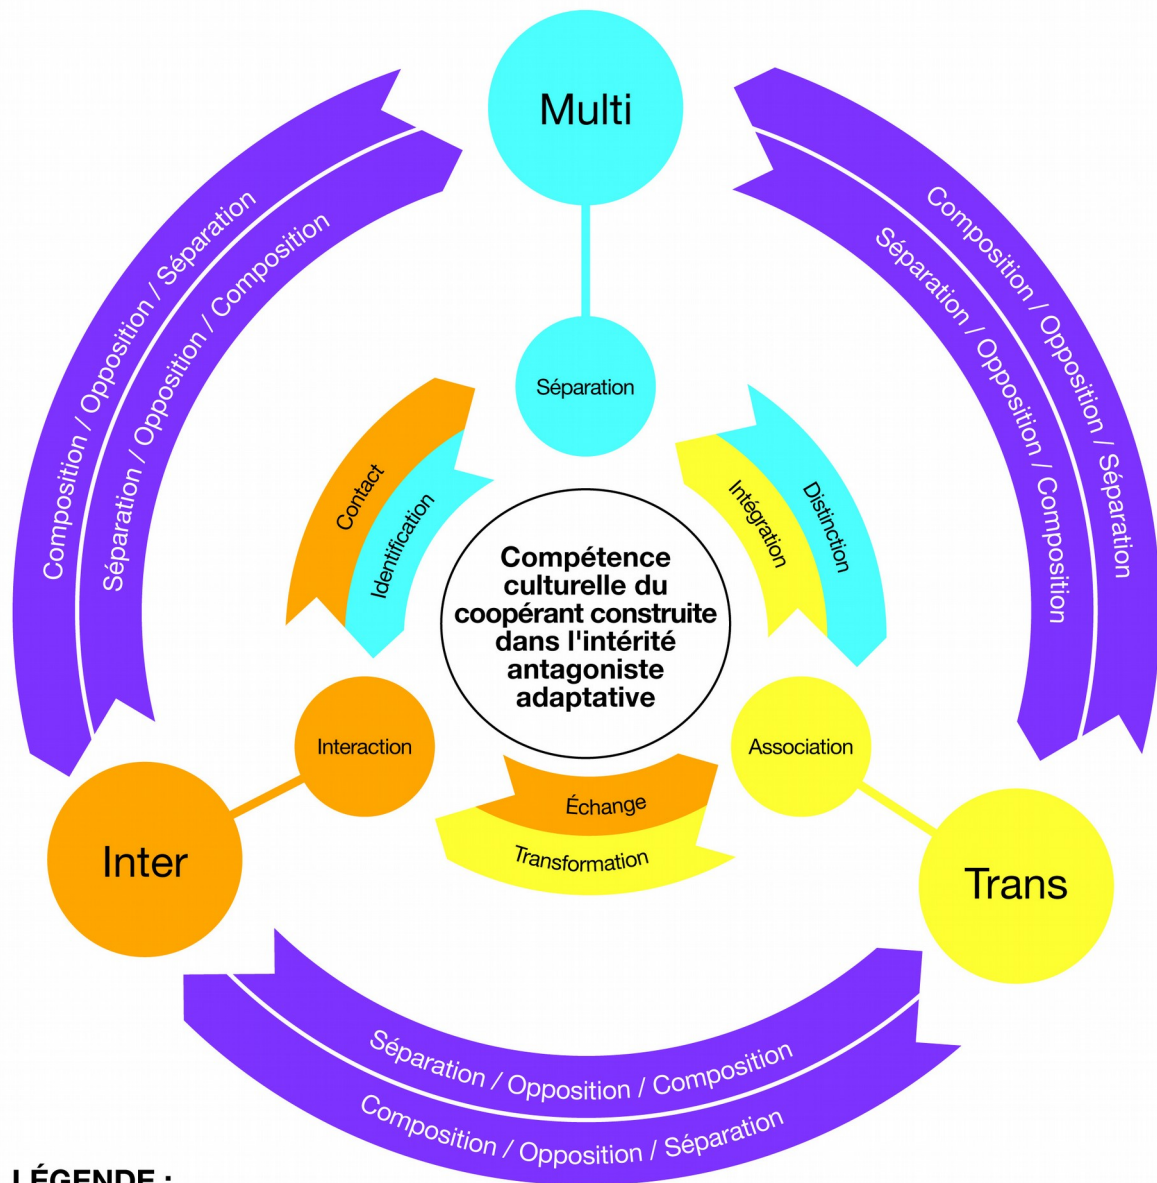 Multi
Composition / Opposition / Séparation
Séparation / Opposition / Composition
Composition / Opposition / Séparation
Séparation / Opposition / Composition
Séparation
Contact
Identification
Intégration
Distinction
Compétence
culturelle du
coopérant construite
dans l'intérité
antagoniste
adaptative
Interaction
Association
Échange
Transformation
Inter
Trans
Séparation / Opposition / Composition
Composition / Opposition / Séparation
LÉGENDE :